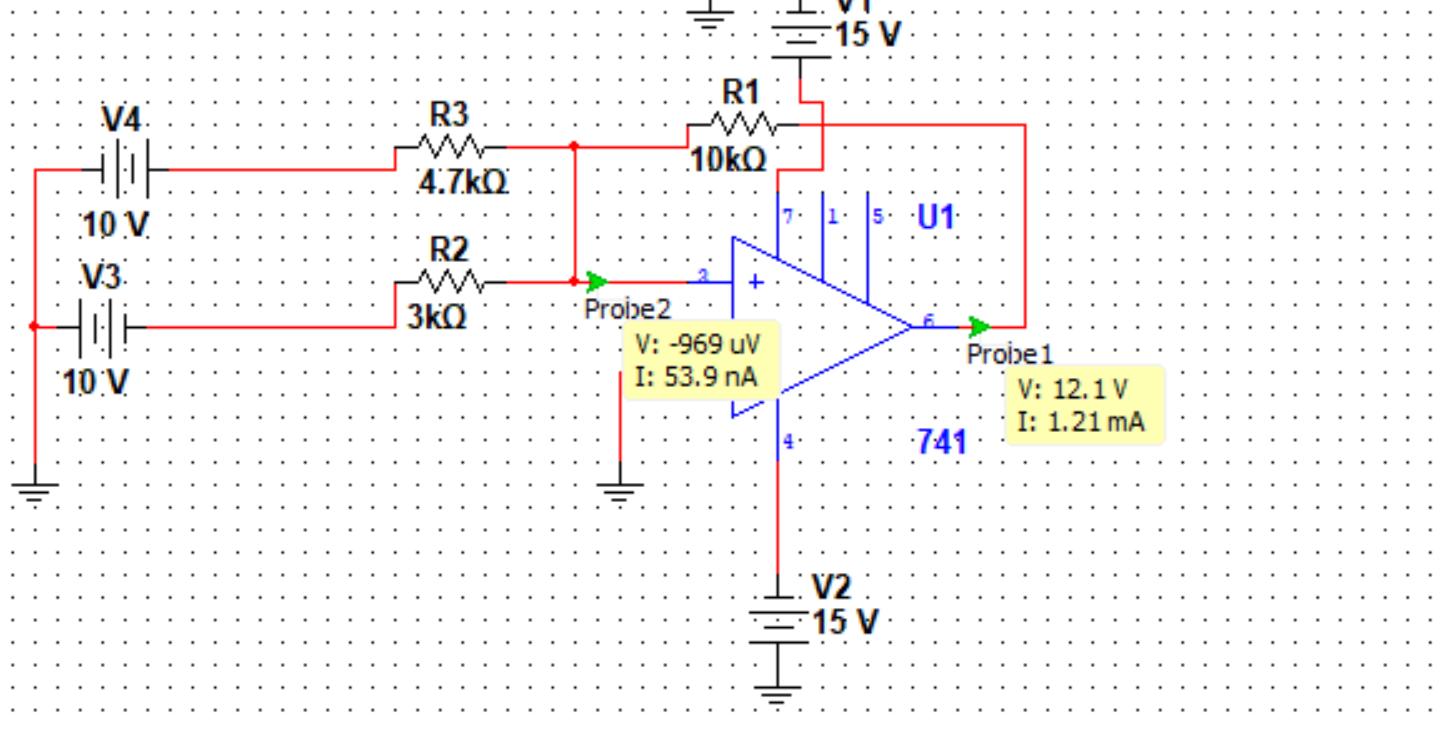 V1
15 V
R1
10kΩ
V4
10 V
R3
4.7kΩ
7
1
5
U1
R2
3kΩ
V3
10 V
3
+
Probe2
V: -969 uV
I: 53.9 nA
6
Probe1
V: 12.1 V
I: 1.21 mA
4
741
V2
15 V